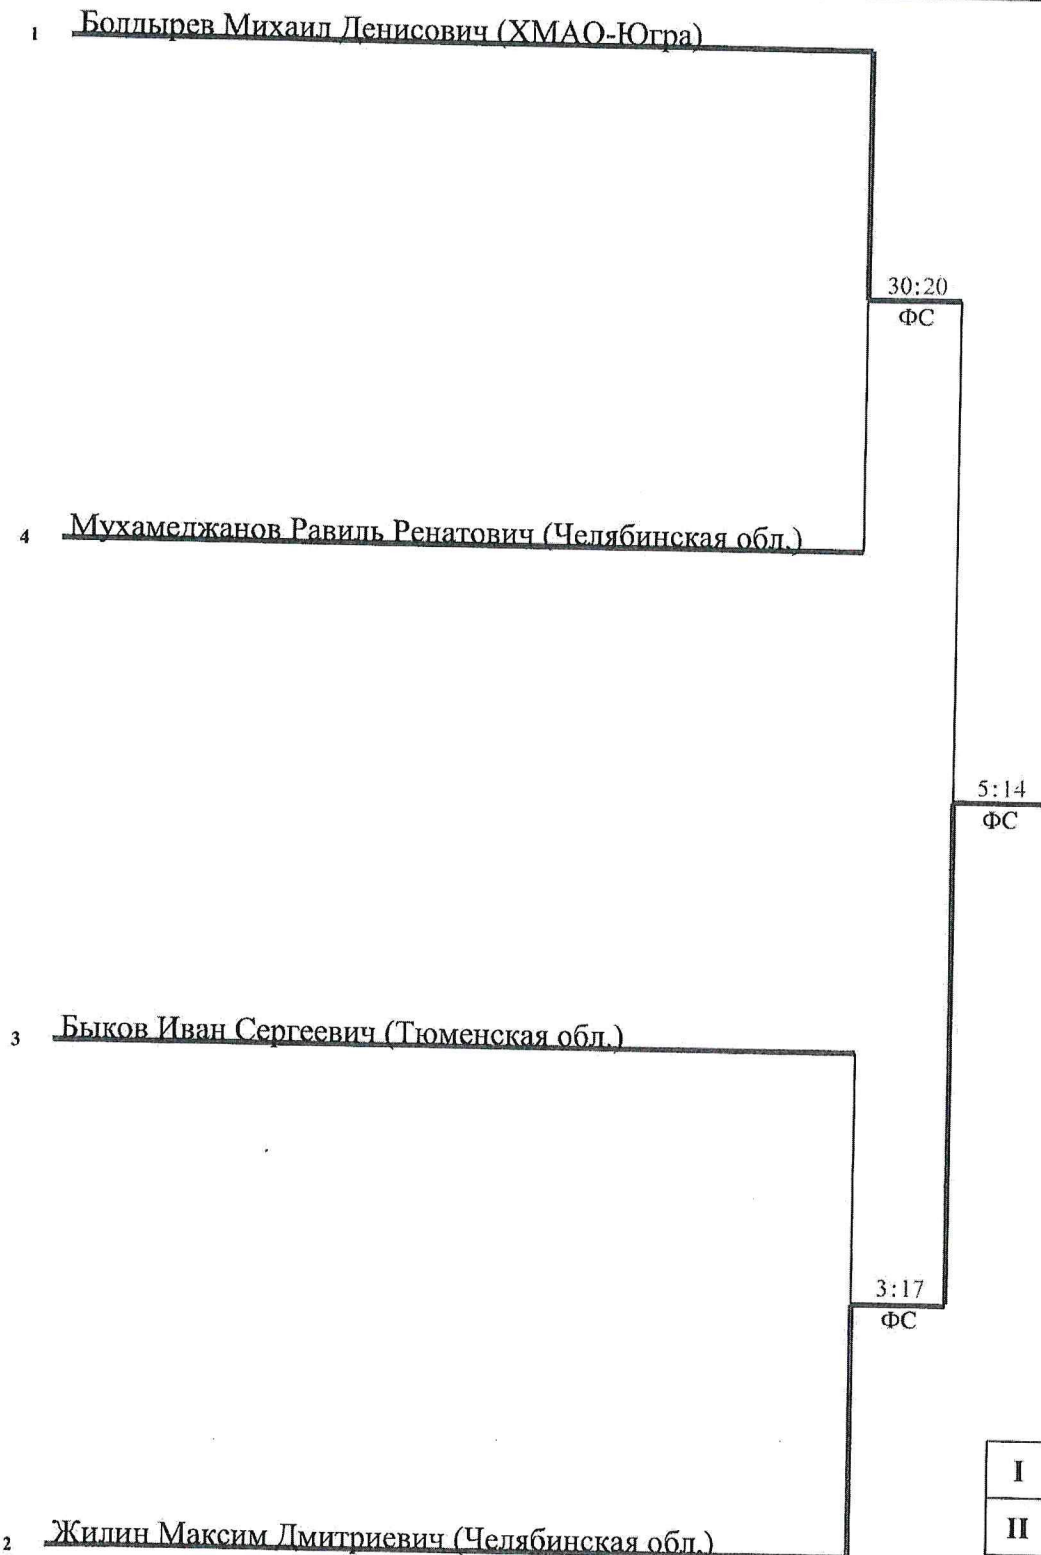 1 Болдырев Михаил Денисович (ХМАО-Югра)
30:20
ФС
4 Мухамеджанов Равиль Ренатович (Челябинская обл.)
5:14
ФС
3 Быков Иван Сергеевич (Тюменская обл.)
3:17
ФС
I
II
2 Жилин Максим Дмитриевич (Челябинская обл.)